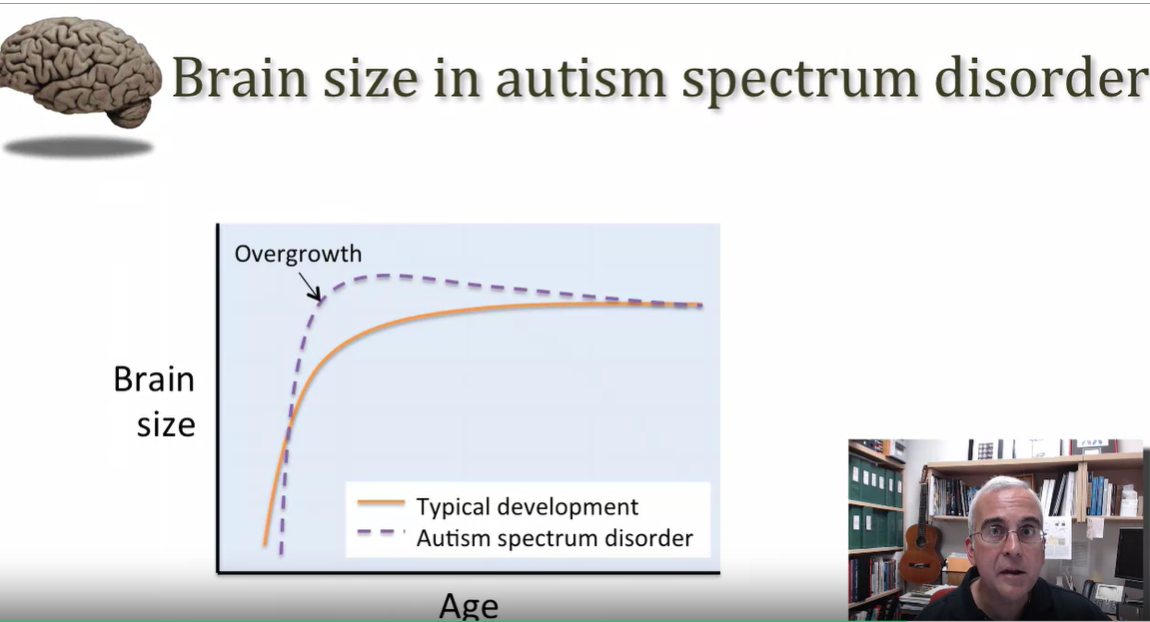 Brain size in autism spectrum disorder
Overgrowth
Brain
size
Typical development
Autism spectrum disorder
Age